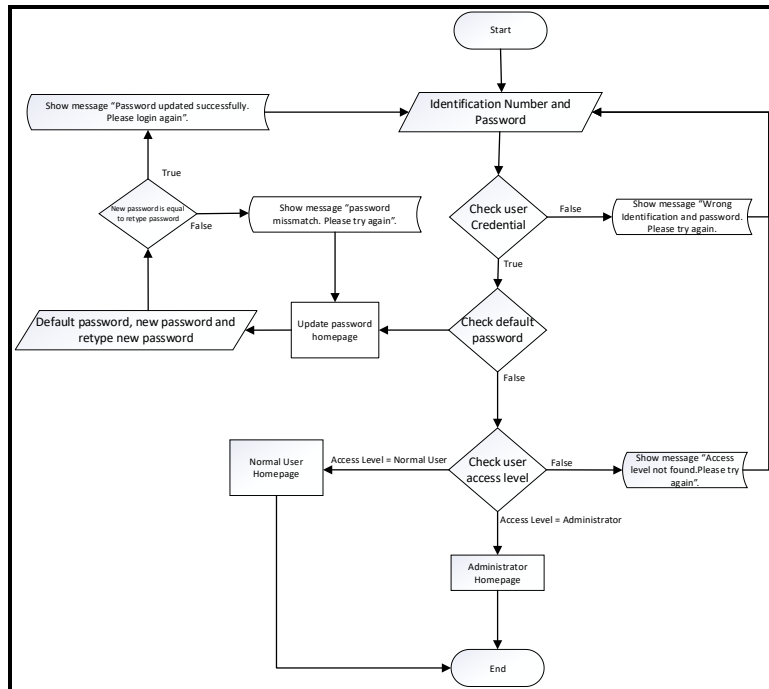 Start
Show message “Password updated successfully.
Please login again”.
Identification Number and
Password
True
New password is equal
to retype password
False
Show message “password
missmatch. Please try again”.
Check user
Credential
False
Show message “Wrong
Identification and password.
Please try again.
True
Default password, new password and
retype new password
Update password
homepage
Check default
password
False
Normal User
Homepage
Access Level = Normal User
Check user
access level
False
Show message “Access
level not found.Please try
again”.
Access Level = Administrator
Administrator
Homepage
End